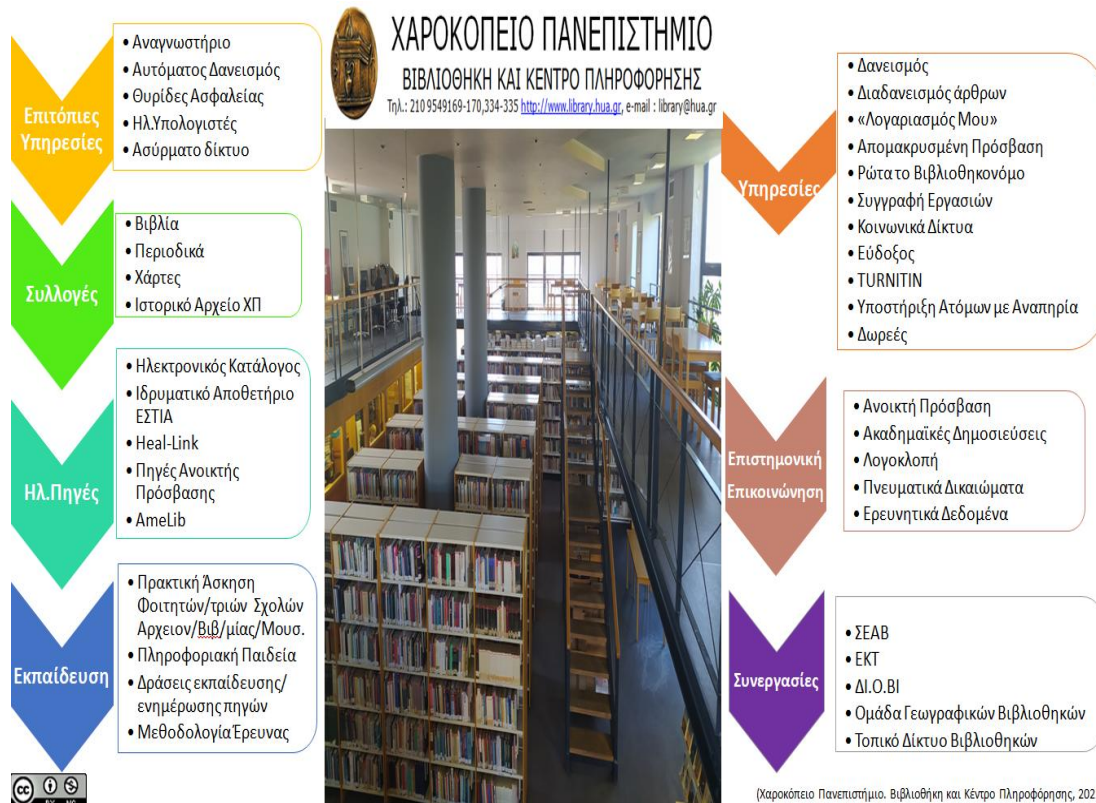 ΧΑΡΟΚΟΠΕΙΟ ΠΑΝΕΠΙΣΤΗΜΙΟ
ΒΙΒΛΙΟΘΗΚΗ ΚΑΙ ΚΕΝΤΡΟ ΠΛΗΡΟΦΟΡΗΣΗΣ
Τηλ.: 210 9549169-170,334-335 http://www.library.hua.gr, e-mail : library@hua.gr
Επιτόπιες
Υπηρεσίες
• Αναγνωστήριο
• Αυτόματος Δανεισμός
• Θυρίδες Ασφαλείας
• Ηλ.Υπολογιστές
• Ασύρματο δίκτυο
Συλλογές
• Βιβλία
• Περιοδικά
• Χάρτες
• Ιστορικό Αρχείο ΧΠ
Ηλ.Πηγές
• Ηλεκτρονικός Κατάλογος
• Ιδρυματικό Αποθετήριο
ΕΣΤΙΑ
• Heal-Link
• Πηγές Ανοικτής
Πρόσβασης
• AmeLib
Εκπαίδευση
• Πρακτική Άσκηση
Φοιτητών/τριών Σχολών
Αρχειον/Βιβ/μίας/Μουσ.
• Πληροφοριακή Παιδεία
• Δράσεις εκπαίδευσης/
ενημέρωσης πηγών
• Μεθοδολογία Έρευνας
Υπηρεσίες
• Δανεισμός
• Διαδανεισμός άρθρων
• «Λογαριασμός Μου»
• Απομακρυσμένη Πρόσβαση
• Ρώτα το Βιβλιοθηκονόμο
• Συγγραφή Εργασιών
• Κοινωνικά Δίκτυα
• Εύδοξος
• TURNITIN
• Υποστήριξη Ατόμων με Αναπηρία
• Δωρεές
Επιστημονική
Επικοινώνηση
• Ανοικτή Πρόσβαση
• Ακαδημαϊκές Δημοσιεύσεις
• Λογοκλοπή
• Πνευματικά Δικαιώματα
• Ερευνητικά Δεδομένα
Συνεργασίες
• ΣΕΑΒ
• ΕΚΤ
• ΔΙ.Ο.ΒΙ
• Ομάδα Γεωγραφικών Βιβλιοθηκών
• Τοπικό Δίκτυο Βιβλιοθηκών
cc
BY NC
(Χαροκόπειο Πανεπιστήμιο. Βιβλιοθήκη και Κέντρο Πληροφόρησης, 202